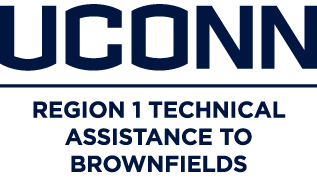 UCONN
REGION 1 TECHNICAL
ASSISTANCE TO
BROWNFIELDS